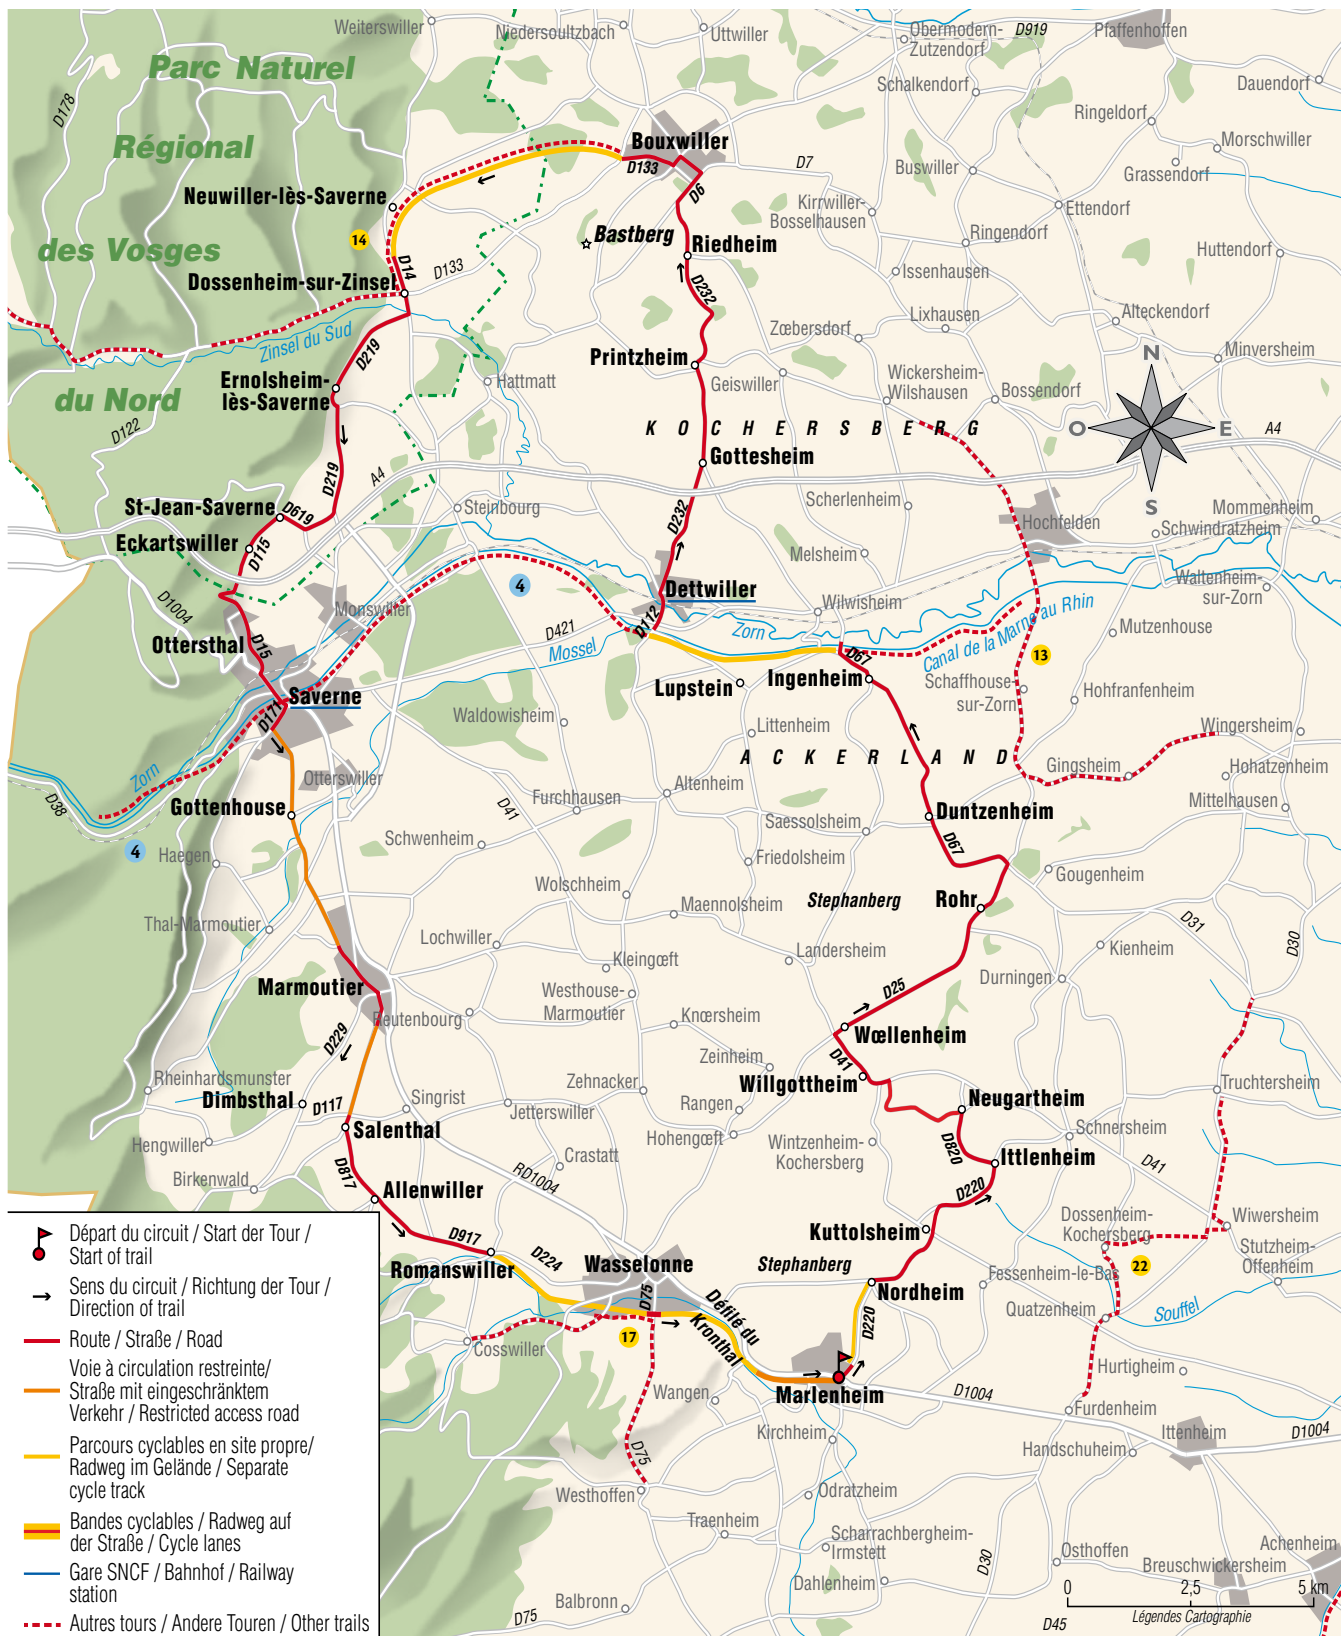 Weiterswiller
Niedersoultzbach
Uttwiller
Obermodern-
Zutzendorf
D919
Pfaffenhoffen
Parc Naturel
Régional
des Vosges
du Nord
D178
Schalkendorf
Dauendorf
Ringeldorf
Morschwiller
Grassendorf
Bouxwiller
D133
D7
D6
Buswiller
Neuwiller-lès-Saverne
Kirrwiller-
Bosselhausen
Ettendorf
14
Bastberg
Riedheim
Ringendorf
Huttendorf
D14
D133
Issenhausen
Dossenheim-sur-Zinsel
D232
Lixhausen
Alteckendorf
Zinsel du Sud
D219
Zœbersdorf
Minversheim
Printzheim
Geiswiller
Wickersheim-
Wilshausen
Bossendorf
Ernolsheim-
lès-Saverne
Hattmatt
N
O
E
S
D122
KOCHERSBERG
A4
Gottesheim
D219
A4
St-Jean-Saverne
D619
Steinbourg
Scherlenheim
Hochfelden
Mommenheim
Schwindratzheim
D232
Eckartswiller
D115
Melsheim
4
Dettwiller
Waltenheim-
sur-Zorn
D1004
Monswiller
Wilwisheim
D112
Zorn
Canal de la Marne au Rhin
Mutzenhouse
Ottersthal
D15
D421
Mossel
13
D67
Lupstein
Ingenheim
Schaffhouse-
sur-Zorn
Hohfranfenheim
Saverne
D171
Waldowisheim
Littenheim
Wingersheim
ACKERLAND
Zorn
Otterswiller
Gingsheim
Hohatzenheim
D38
Altenheim
Furchhausen
Mittelhausen
Gottenhouse
D41
Duntzenheim
Saessolsheim
4
Haegen
Schwenheim
D67
Friedolsheim
Gougenheim
Wolschheim
Maennolsheim
Stephanberg
Rohr
D31
D30
Thal-Marmoutier
Lochwiller
Landersheim
Kienheim
Kleingœft
Durningen
Marmoutier
Westhouse-
Marmoutier
D25
Reutenbourg
Knœrsheim
Wœllenheim
D229
D41
Zeinheim
Rheinhardsmunster
Zehnacker
Willgottheim
Truchtersheim
Dimbsthal
D117
Singrist
Jetterswiller
Rangen
Neugartheim
Salenthal
Hohengœft
Schnersheim
Hengwiller
Wintzenheim-
Kochersberg
D820
Ittlenheim
D41
Crastatt
RD1004
Birkenwald
D817
Allenwiller
D220
Dossenheim-
Kochersberg
Wiwersheim
Kuttolsheim
Stutzheim-
Offenheim
D917
D224
Wasselonne
Stephanberg
22
Romanswiller
Nordheim
Fessenheim-le-Bas
D75
Défilé du
Kronthal
D220
Quatzenheim
Souffel
17
Cosswiller
Hurtigheim
Marlenheim
D1004
Wangen
Furdenheim
Kirchheim
Ittenheim
D1004
D75
Handschuheim
Westhoffen
Odratzheim
Traenheim
Scharrachbergheim-
Irmstett
D30
Osthoffen
Achenheim
Breuschwickersheim
Dahlenheim
Balbronn
D75
D45
Départ du circuit / Start der Tour /
Start of trail
Sens du circuit / Richtung der Tour /
Direction of trail
Route / Straße / Road
Voie à circulation restreinte/
Straße mit eingeschränktem
Verkehr / Restricted access road
Parcours cyclables en site propre/
Radweg im Gelände / Separate
cycle track
Bandes cyclables / Radweg auf
der Straße / Cycle lanes
Gare SNCF / Bahnhof / Railway
station
Autres tours / Andere Touren / Other trails
0 2,5 5 km
Légendes Cartographie